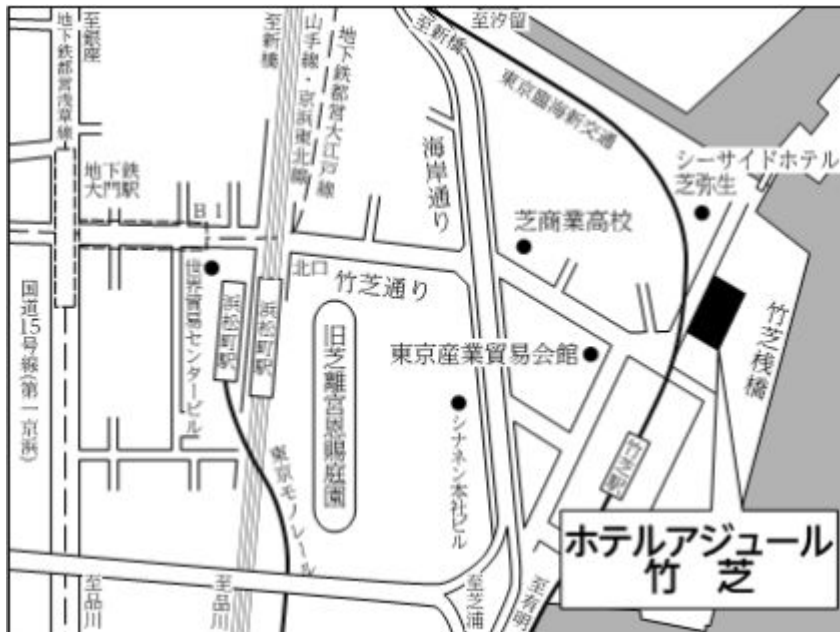 至銀座
地下鉄都営浅草線
至新橋
山手線・京浜東北線
地下鉄都営大江戸線
至新橋
至汐留
東京臨海新交通
海岸通り
シーサイドホテル
芝弥生
地下鉄
大門駅
B1
芝商業高校
北口
竹芝通り
世界貿易センタービル
浜松町駅
浜松町駅
国道15号線(第一京浜)
旧芝離宮恩賜庭園
東京産業貿易会館
竹芝桟橋
シナネン本社ビル
竹芝駅
東京モノレール
ホテルアジュール
竹芝
至品川
至品川
至芝浦
至有明